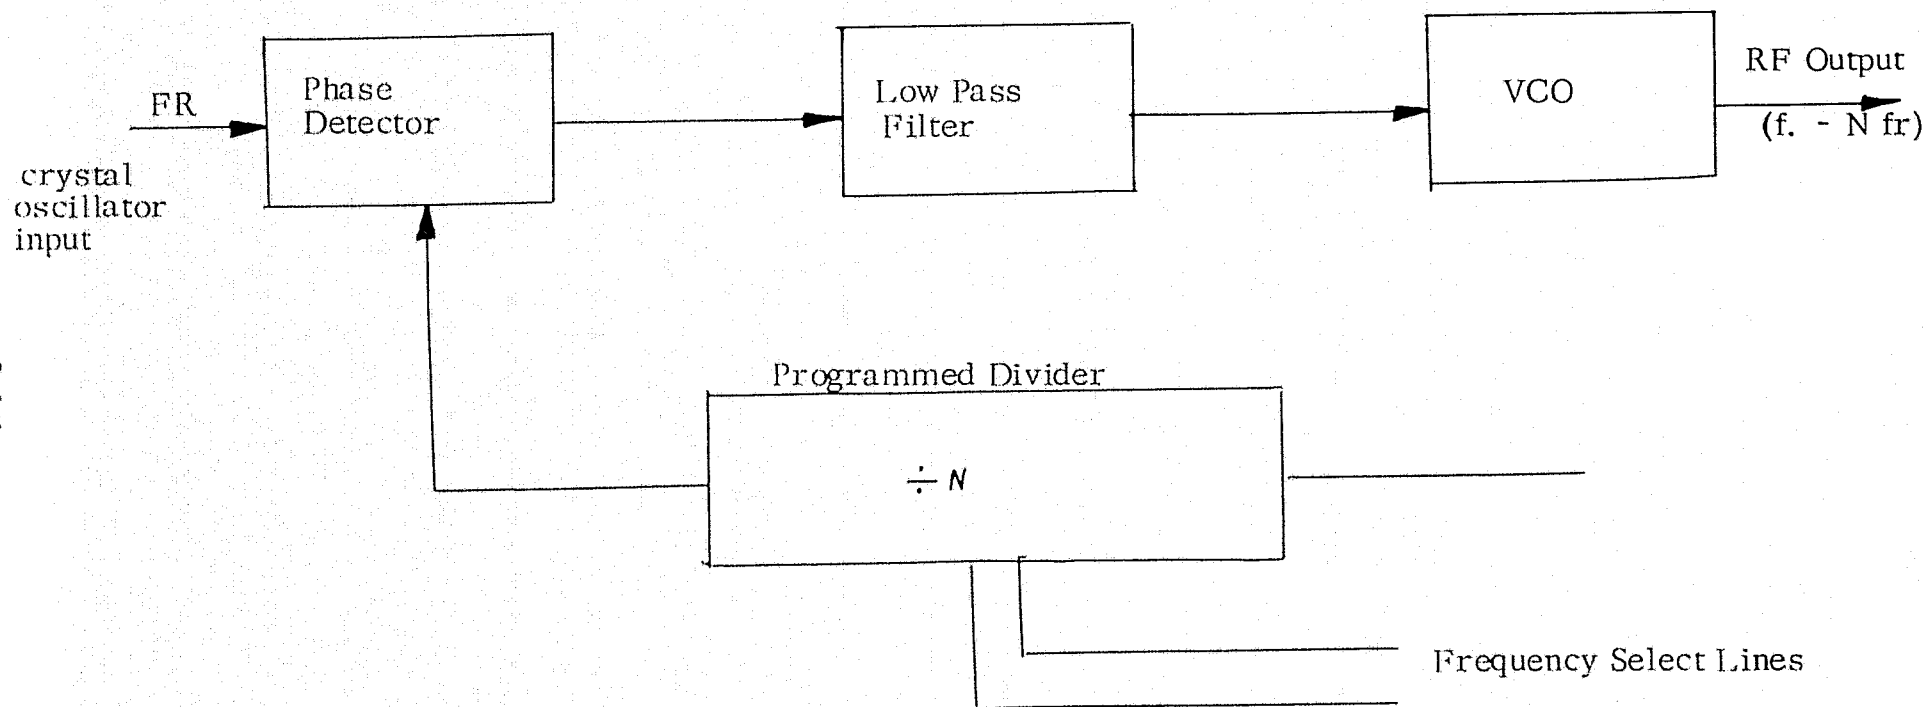 FR
crystal
oscillator
input
Phase
Detector
Low Pass
Filter
VCO
RF Output
(f. - N fr)
Programmed Divider
÷ N
Frequency Select Lines